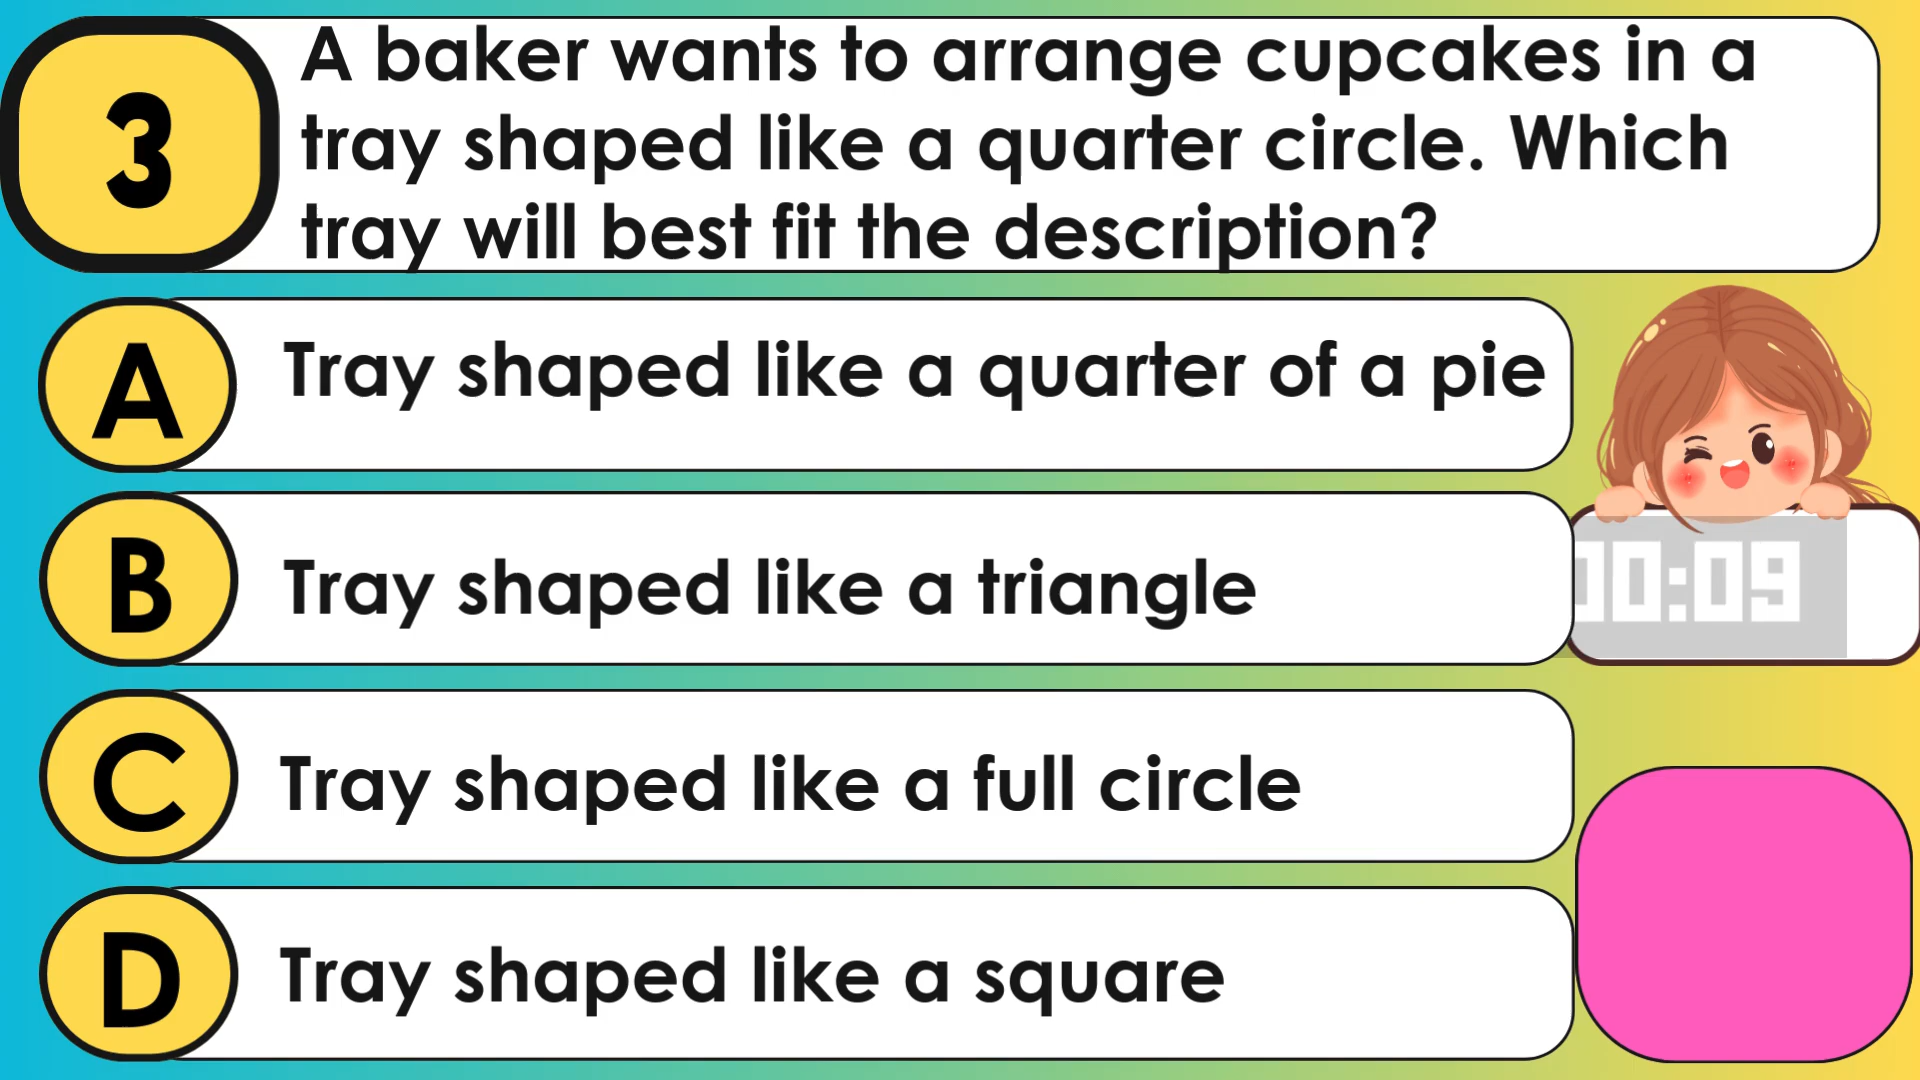 3
A baker wants to arrange cupcakes in a
tray shaped like a quarter circle. Which
tray will best fit the description?
A
Tray shaped like a quarter of a pie
B
Tray shaped like a triangle
00:09
C
Tray shaped like a full circle
D
Tray shaped like a square